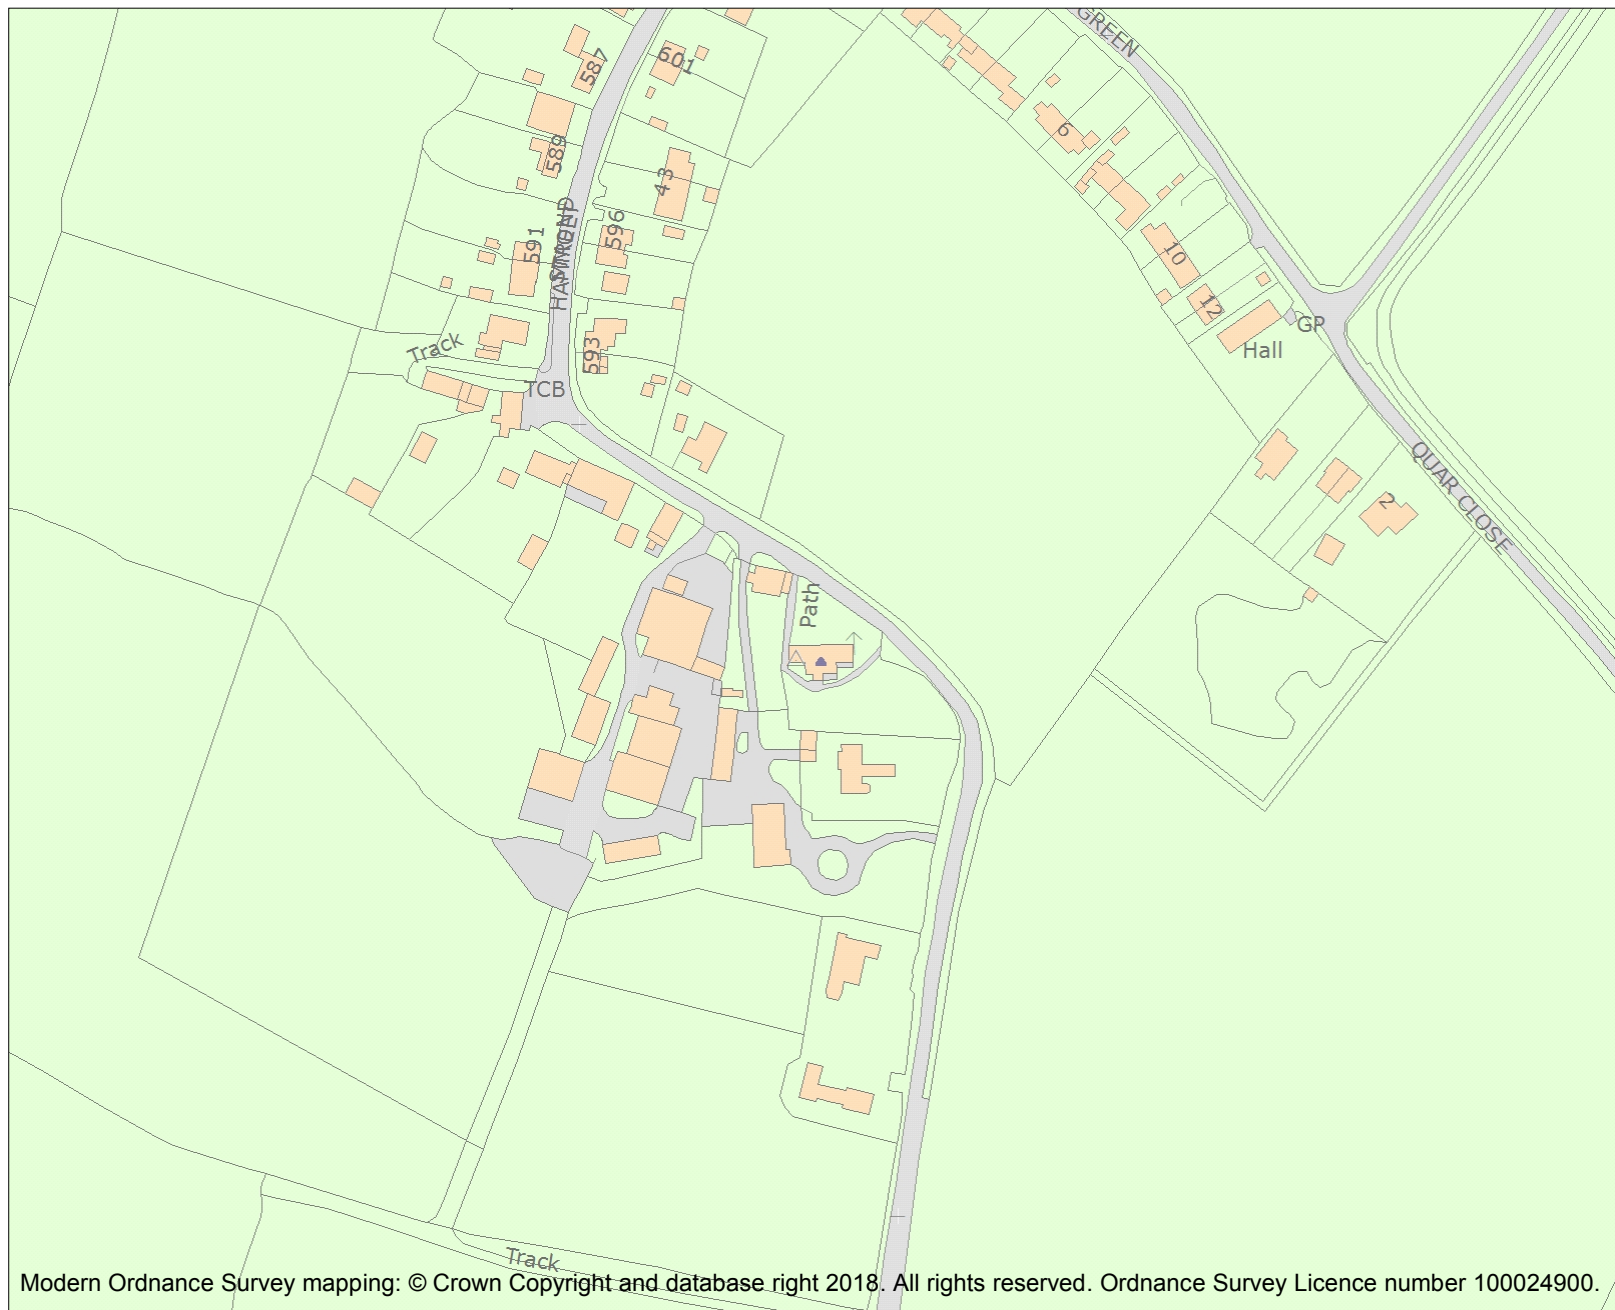 GREEN
587
601
6
589
43
596
591
HAMMOND
10
12
GP
Hall
593
Track
TCB
QUAR CLOSE
2
Path
Track
Modern Ordnance Survey mapping: © Crown Copyright and database right 2018. All rights reserved. Ordnance Survey Licence number 100024900.